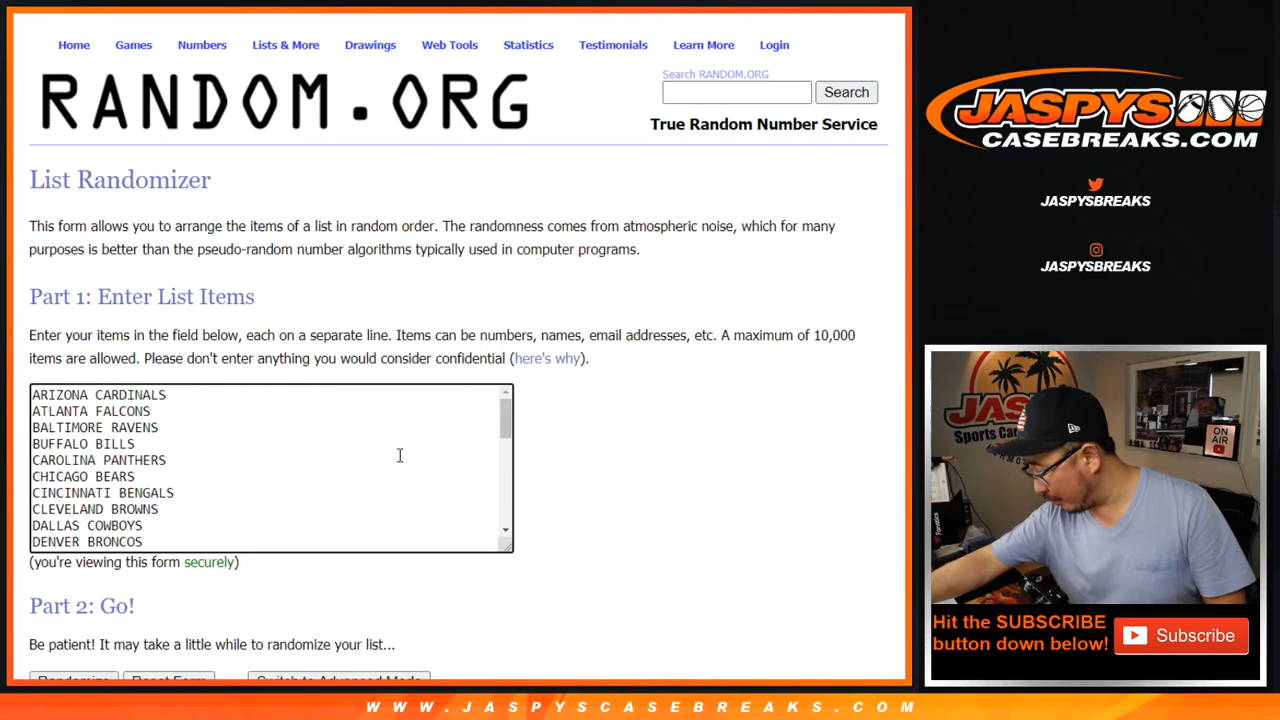 Home Games Numbers Lists & More Drawings Web Tools Statistics Testimonials Learn More Login
RANDOM.ORG
Search RANDOM.ORG
Search
True Random Number Service
List Randomizer
This form allows you to arrange the items of a list in random order. The randomness comes from atmospheric noise, which for many
purposes is better than the pseudo-random number algorithms typically used in computer programs.
Part 1: Enter List Items
Enter your items in the field below, each on a separate line. Items can be numbers, names, email addresses, etc. A maximum of 10,000
items are allowed. Please don't enter anything you would consider confidential (here's why).
ARIZONA CARDINALS
ATLANTA FALCONS
BALTIMORE RAVENS
BUFFALO BILLS
CAROLINA PANTHERS
CHICAGO BEARS
CINCINNATI BENGALS
CLEVELAND BROWNS
DALLAS COWBOYS
DENVER BRONCOS
(you're viewing this form securely)
Part 2: Go!
Be patient! It may take a little while to randomize your list...
Randomize Reset Form Switch to Advanced Mode
JASPYS
CASEBREAKS.COM
JASPYSBREAKS
JASPYSBREAKS
JAS
Sports Car
HERMOS
ON
AIR
Fanatics
Hit the SUBSCRIBE
button down below!
Subscribe
WWW.JASPYSCASEBREAKS.COM